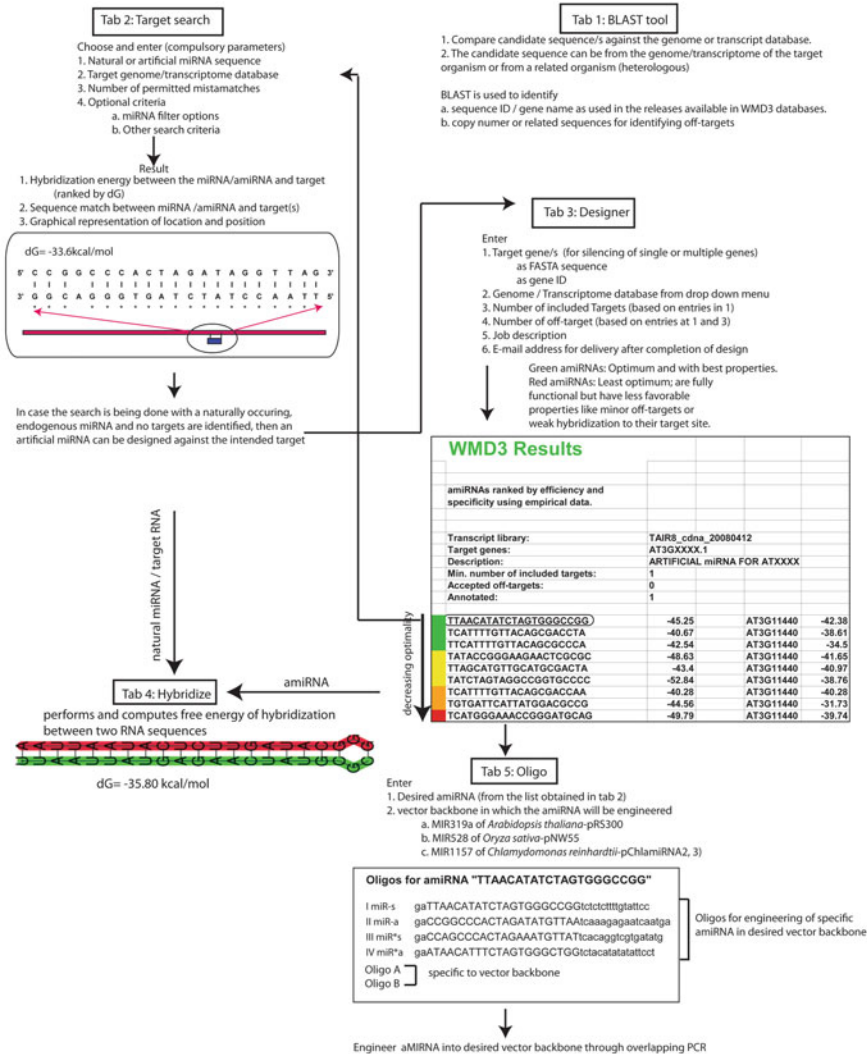 Tab 2: Target search
Choose and enter (compulsory parameters)
1. Natural or artificial miRNA sequence
2. Target genome/transcriptome database
3. Number of permitted mistamatches
4. Optional criteria
a. miRNA filter options
b. Other search criteria
Result
1. Hybridization energy between the miRNA/amiRNA and target
(ranked by dG)
2. Sequence match between miRNA /amiRNA and target(s)
3. Graphical representation of location and position
dG= -33.6kcal/mol
5' C C G G C C C A C T A G A T A G G T T A G 3'
3' G G C A G G G T G A T C T A T C C A A T T 5'
In case the search is being done with a naturally occuring,
endogenous miRNA and no targets are identified, then an
artificial miRNA can be designed against the intended target
natural miRNA / target RNA
Tab 1: BLAST tool
1. Compare candidate sequence/s against the genome or transcript database.
2. The candidate sequence can be from the genome/transcriptome of the target
organism or from a related organism (heterologous)
BLAST is used to identify
a. sequence ID / gene name as used in the releases available in WMD3 databases.
b. copy numer or related sequences for identifying off-targets
Tab 3: Designer
Enter
1. Target gene/s (for silencing of single or multiple genes)
as FASTA sequence
as gene ID
2. Genome / Transcriptome database from drop down menu
3. Number of included Targets (based on entries in 1)
4. Number of off-target (based on entries at 1 and 3)
5. Job description
6. E-mail address for delivery after completion of design
Green amiRNAs: Optimum and with best properties.
Red amiRNAs: Least optimum; are fully
functional but have less favorable
properties like minor off-targets or
weak hybridization to their target site.
WMD3 Results
amiRNAs ranked by efficiency and
specificity using empirical data.
Transcript library: TAIR8_cdna_20080412
Target genes: AT3GXXXX.1
Description: ARTIFICIAL miRNA FOR ATXXXX
Min. number of included targets: 1
Accepted off-targets: 0
Annotated: 1
decreasing optimality
TTAACATATCTAGTGGGCCGG -45.25 AT3G11440 -42.38
TCATTTTGTTACAGCGACCTA -40.67 AT3G11440 -38.61
TTCATTTTGTTACAGCGCCCA -42.54 AT3G11440 -34.5
TATACCGGGAAGAACTCGCGC -48.63 AT3G11440 -41.65
TTAGCATGTTGCATGCGACTA -43.4 AT3G11440 -40.97
TATCTAGTAGGCCGGTGCCCC -52.84 AT3G11440 -38.76
TCATTTTGTTACAGCGACCAA -40.28 AT3G11440 -40.28
TGTGATTCATTATGGACGCCG -44.56 AT3G11440 -31.73
TCATGGGAAACCGGGATGCAG -49.79 AT3G11440 -39.74
amiRNA
Tab 4: Hybridize
performs and computes free energy of hybridization
between two RNA sequences
dG= -35.80 kcal/mol
Tab 5: Oligo
Enter
1. Desired amiRNA (from the list obtained in tab 2)
2. vector backbone in which the amiRNA will be engineered
a. MIR319a of Arabidopsis thaliana-pRS300
b. MIR528 of Oryza sativa-pNW55
c. MIR1157 of Chlamydomonas reinhardtii-pChlamiRNA2, 3)
Oligos for amiRNA "TTAACATATCTAGTGGGCCGG"
I miR-s gaTTAACATATCTAGTGGGCCGGtctctcttttgtattcc
II miR-a gaCCGGCCCACTAGATATGTTAAtcaaagagaatcaatga
III miR*s gaCCAGCCCACTAGAAATGTTATtcacaggtcgtgatatg
IV miR*a gaATAACATTTCTAGTGGGCTGGtctacatatatattcct
Oligo A
Oligo B
specific to vector backbone
Oligos for engineering of specific
amiRNA in desired vector backbone
Engineer aMIRNA into desired vector backbone through overlapping PCR